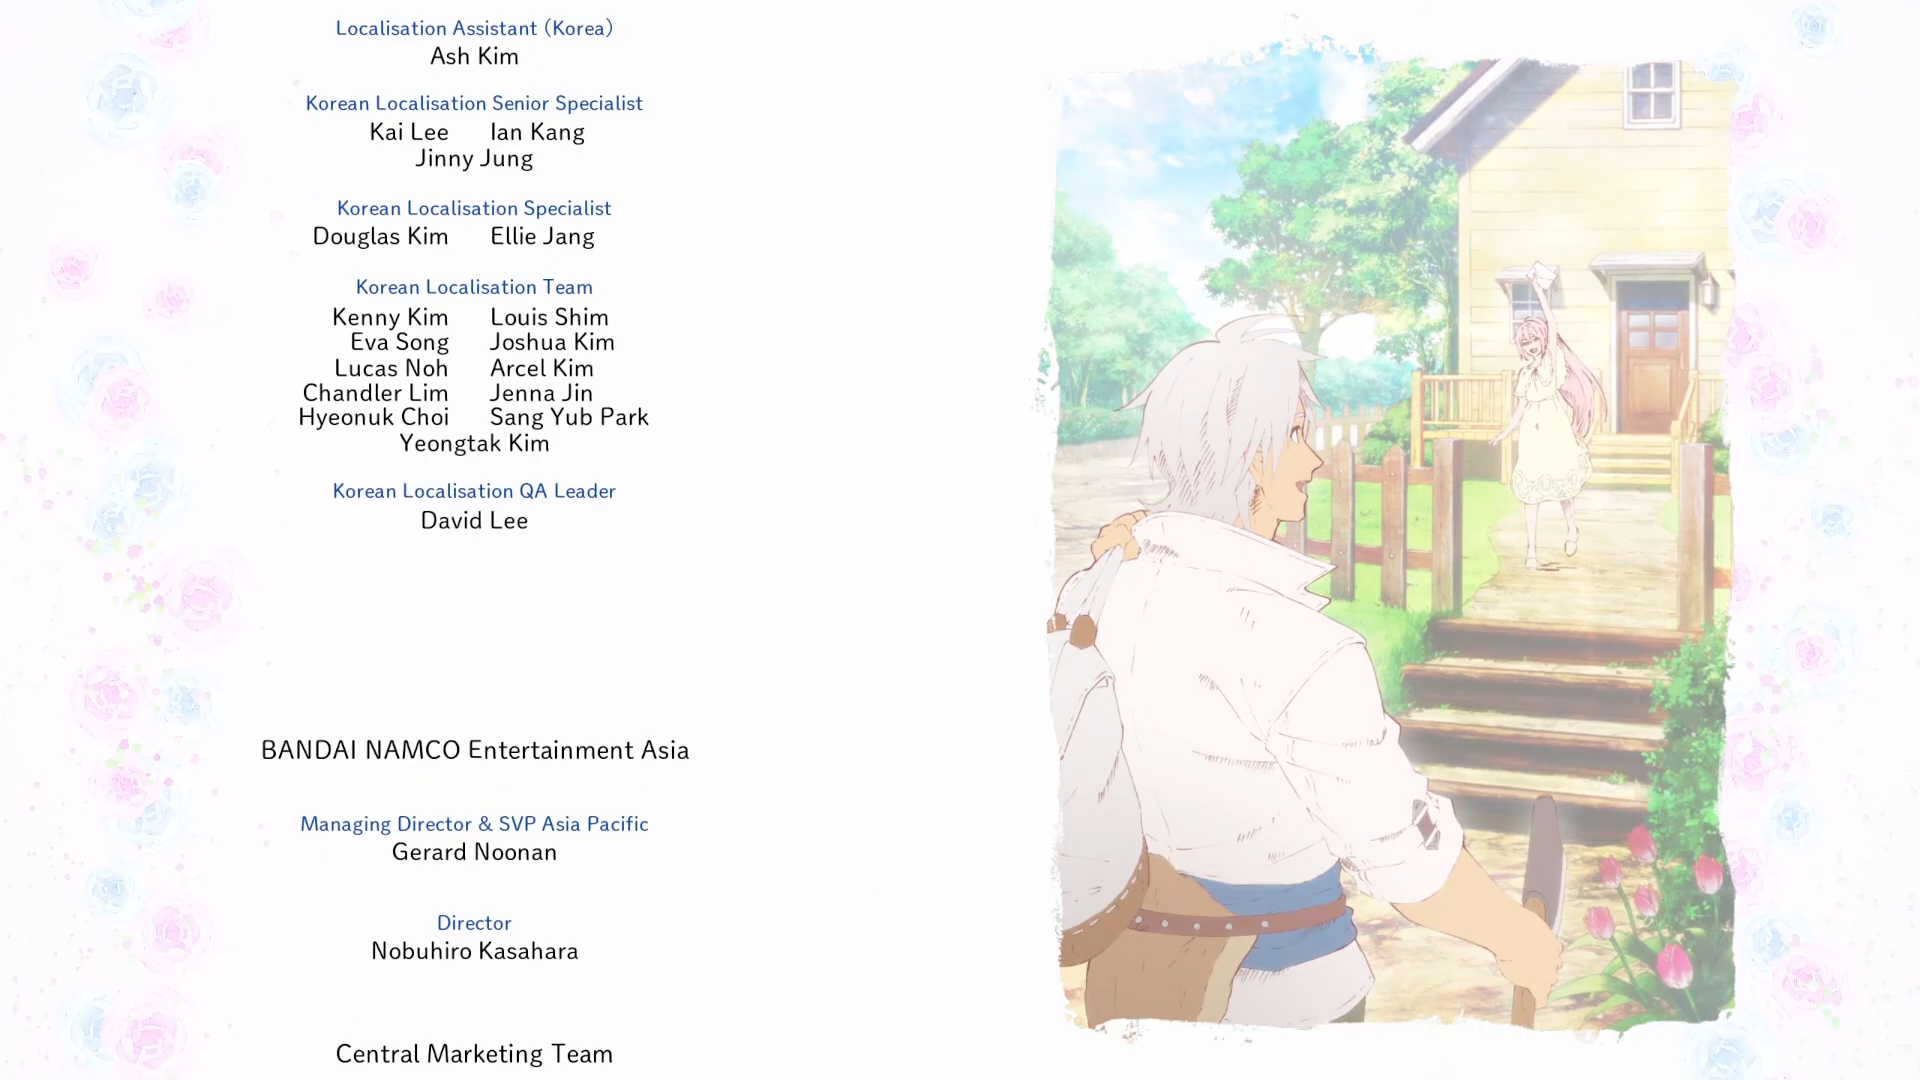 Localisation Assistant (Korea)
Ash Kim
Korean Localisation Senior Specialist
Kai Lee Ian Kang
Jinny Jung
Korean Localisation Specialist
Douglas Kim Ellie Jang
Korean Localisation Team
Kenny Kim Louis Shim
Eva Song Joshua Kim
Lucas Noh Arcel Kim
Chandler Lim Jenna Jin
Hyeonuk Choi Sang Yub Park
Yeongtak Kim
Korean Localisation QA Leader
David Lee
BANDAI NAMCO Entertainment Asia
Managing Director & SVP Asia Pacific
Gerard Noonan
Director
Nobuhiro Kasahara
Central Marketing Team